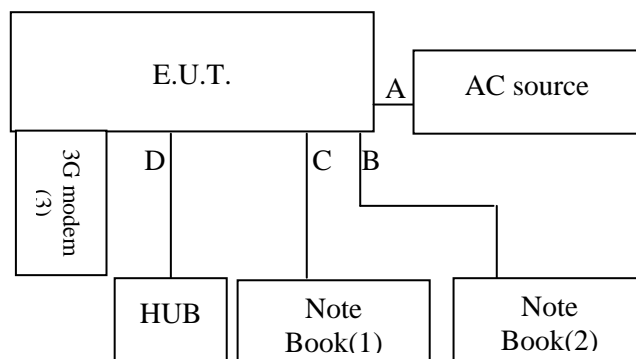 E.U.T.
A
AC source
3G modem
(3)
D
C
B
HUB
Note
Book(1)
Note
Book(2)